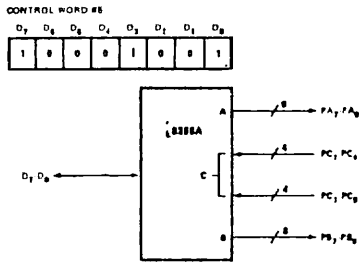 CONTROL WORD #5
D7 D6 D5 D4 D3 D2 D1 D0
1 0 0 0 1 0 0 1
A 8 PA7 PA0
8255A
4 PC7 PC4
D7 D0 C
4 PC3 PC0
B 8 PB7 PB0